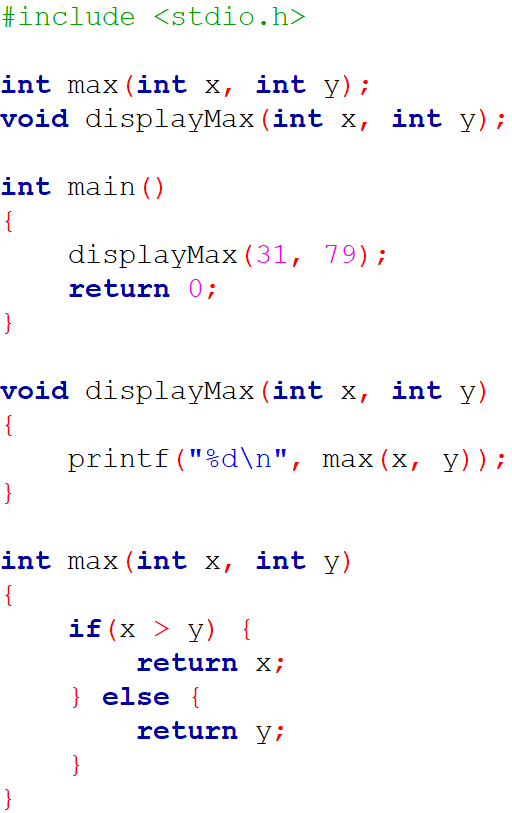 #include <stdio.h>

int max(int x, int y);
void displayMax(int x, int y);

int main()
{
    displayMax(31, 79);
    return 0;
}

void displayMax(int x, int y)
{
    printf("%d\n", max(x, y));
}

int max(int x, int y)
{
    if(x > y) {
        return x;
    } else {
        return y;
    }
}